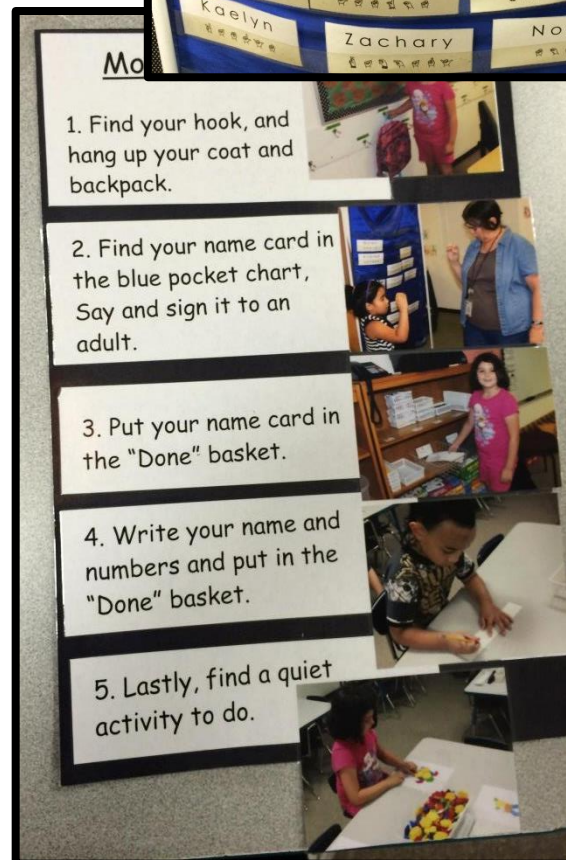 Kaelyn
Zachary
No
Mo
1. Find your hook, and
hang up your coat and
backpack.
2. Find your name card in
the blue pocket chart,
Say and sign it to an
adult.
3. Put your name card in
the “Done” basket.
4. Write your name and
numbers and put in the
“Done” basket.
5. Lastly, find a quiet
activity to do.